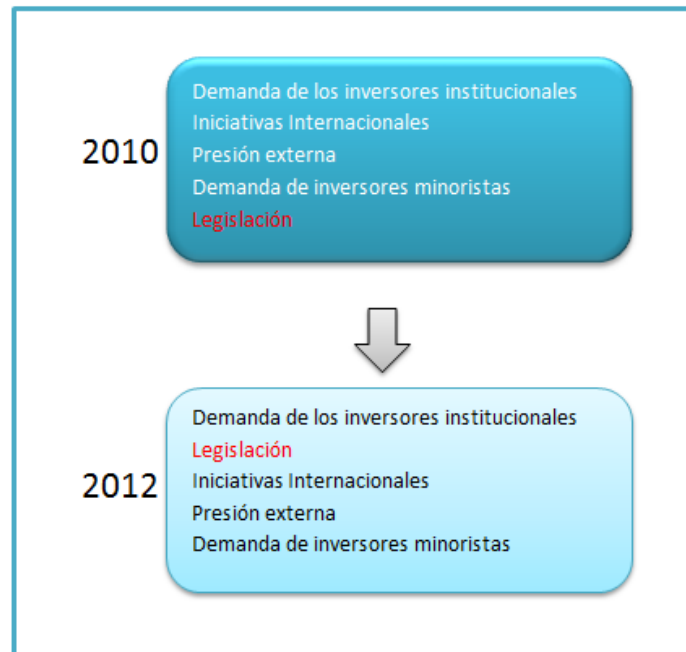 2010
Demanda de los inversores institucionales
Iniciativas Internacionales
Presión externa
Demanda de inversores minoristas
Legislación
2012
Demanda de los inversores institucionales
Legislación
Iniciativas Internacionales
Presión externa
Demanda de inversores minoristas